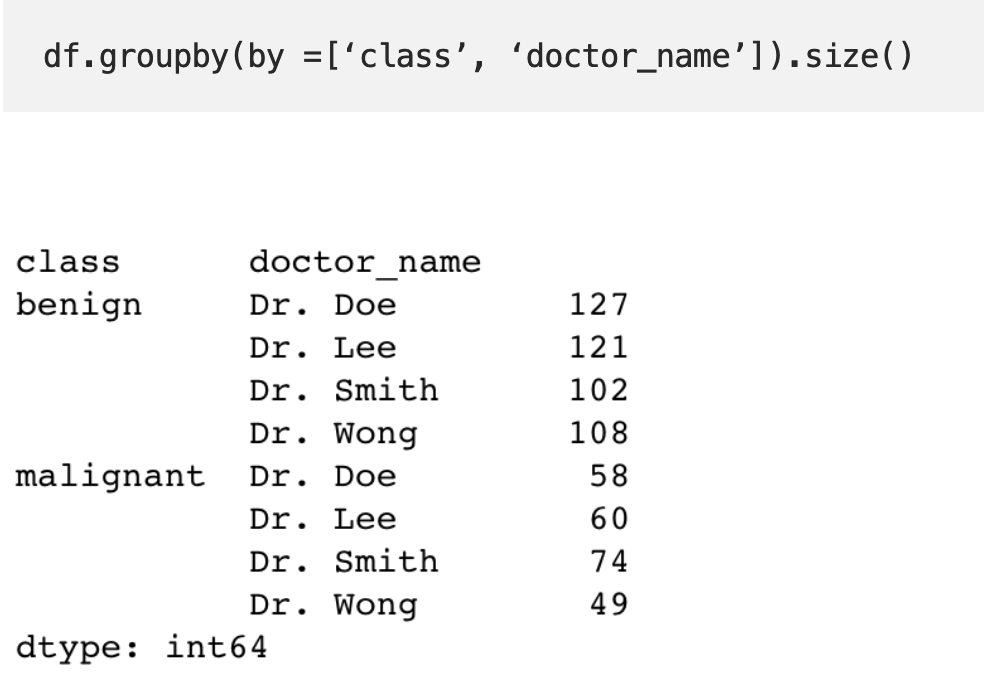 df.groupby(by =[‘class’, ‘doctor_name’]).size()
class doctor_name
benign Dr. Doe 127
Dr. Lee 121
Dr. Smith 102
Dr. Wong 108
malignant Dr. Doe 58
Dr. Lee 60
Dr. Smith 74
Dr. Wong 49
dtype: int64